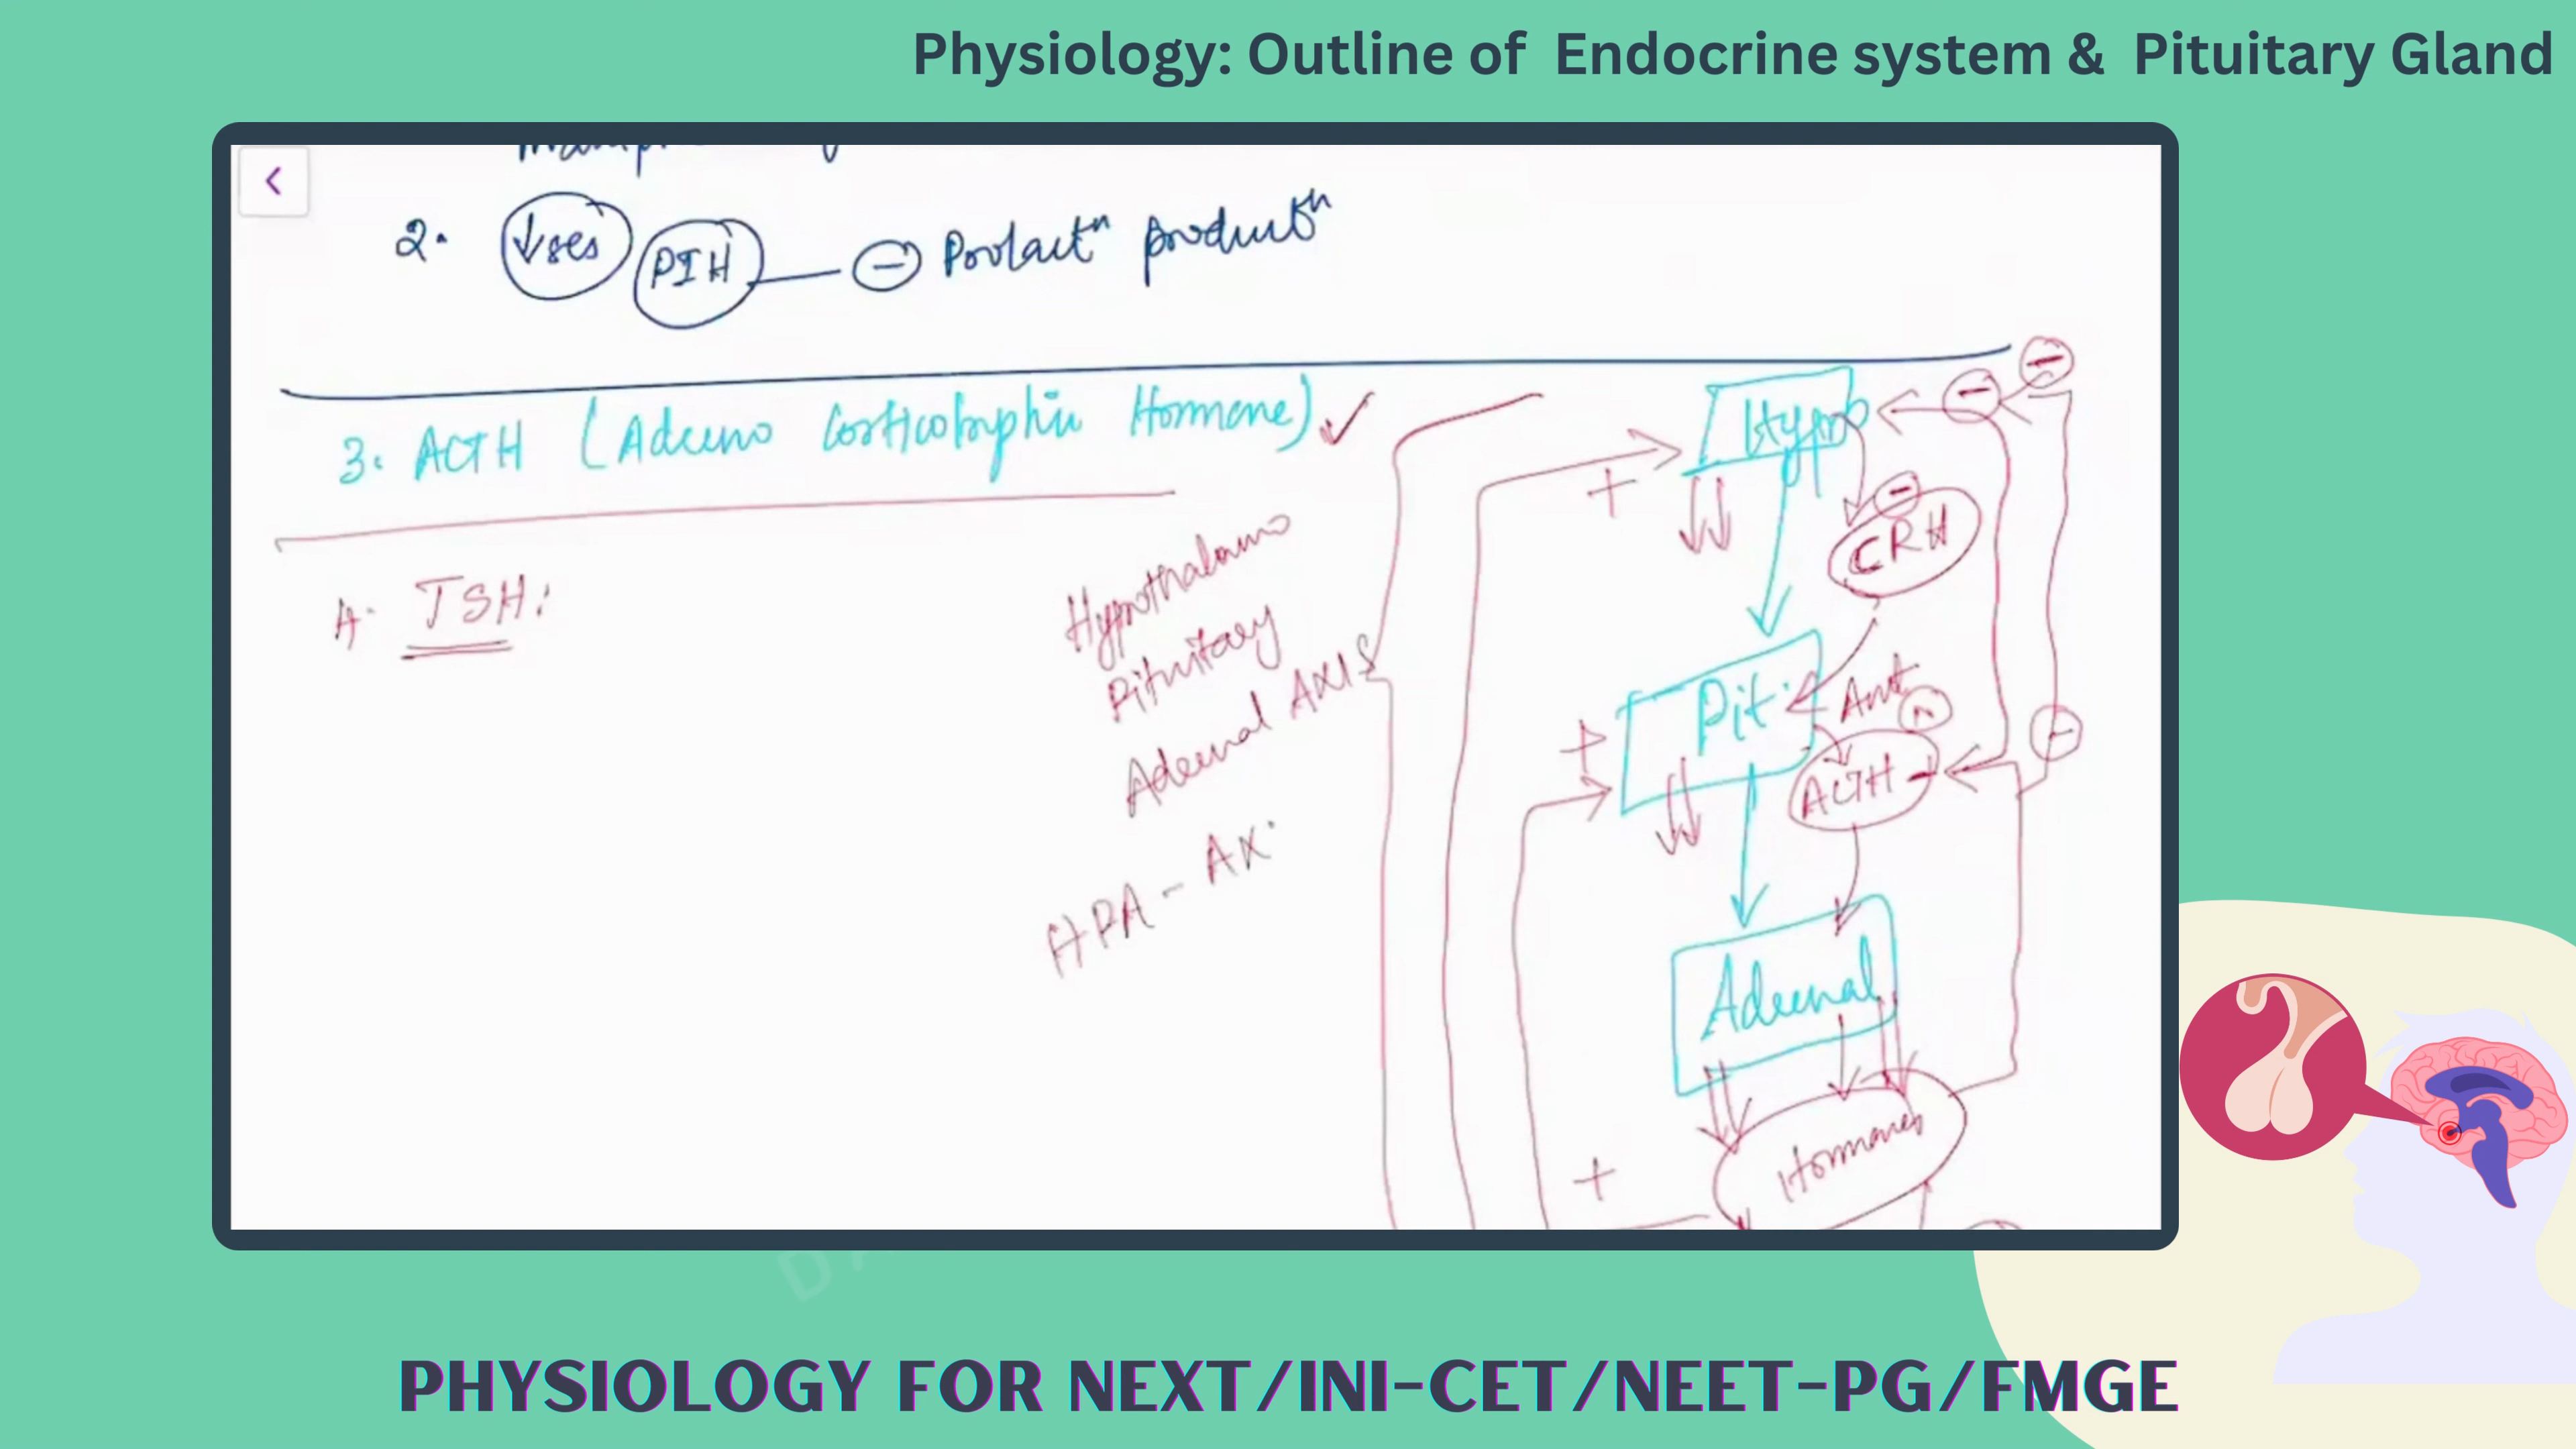 Physiology: Outline of Endocrine system & Pituitary Gland
<
2. ↓ses PIH — ⊖ Prolactⁿ productⁿ
3. ACTH (Adreno Corticotrophic Hormone) ✓
4. TSH:
Hypothalamo
Pituitary
Adrenal AXIS
HPA - AX.
Hypo
+
CRH
Pit.
Ant
+
ACTH
Adrenal
Hormones
+
PHYSIOLOGY FOR NEXT/INI-CET/NEET-PG/FMGE